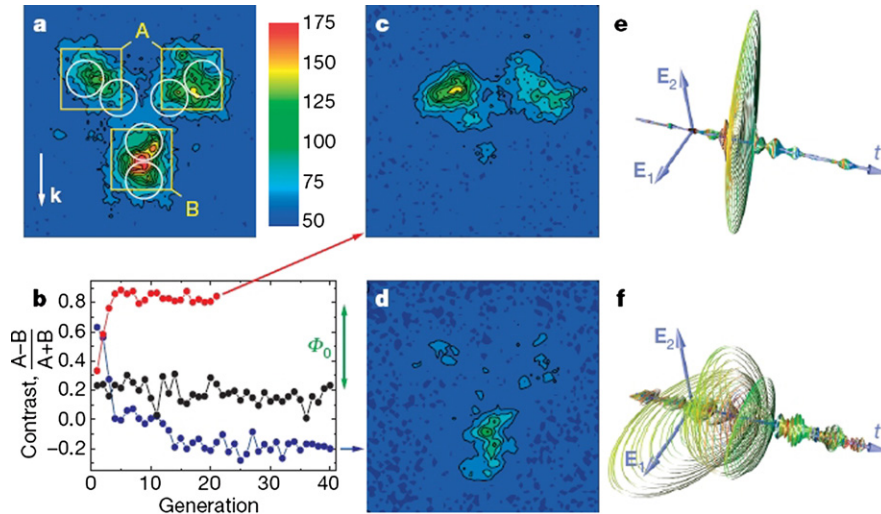 a
A
B
k
175
150
125
100
75
50
c
e
E2
E1
t
b
Contrast, A−B
A+B
0.8
0.6
0.4
0.2
0.0
−0.2
0
10
20
30
40
Generation
Φ0
d
f
E2
E1
t